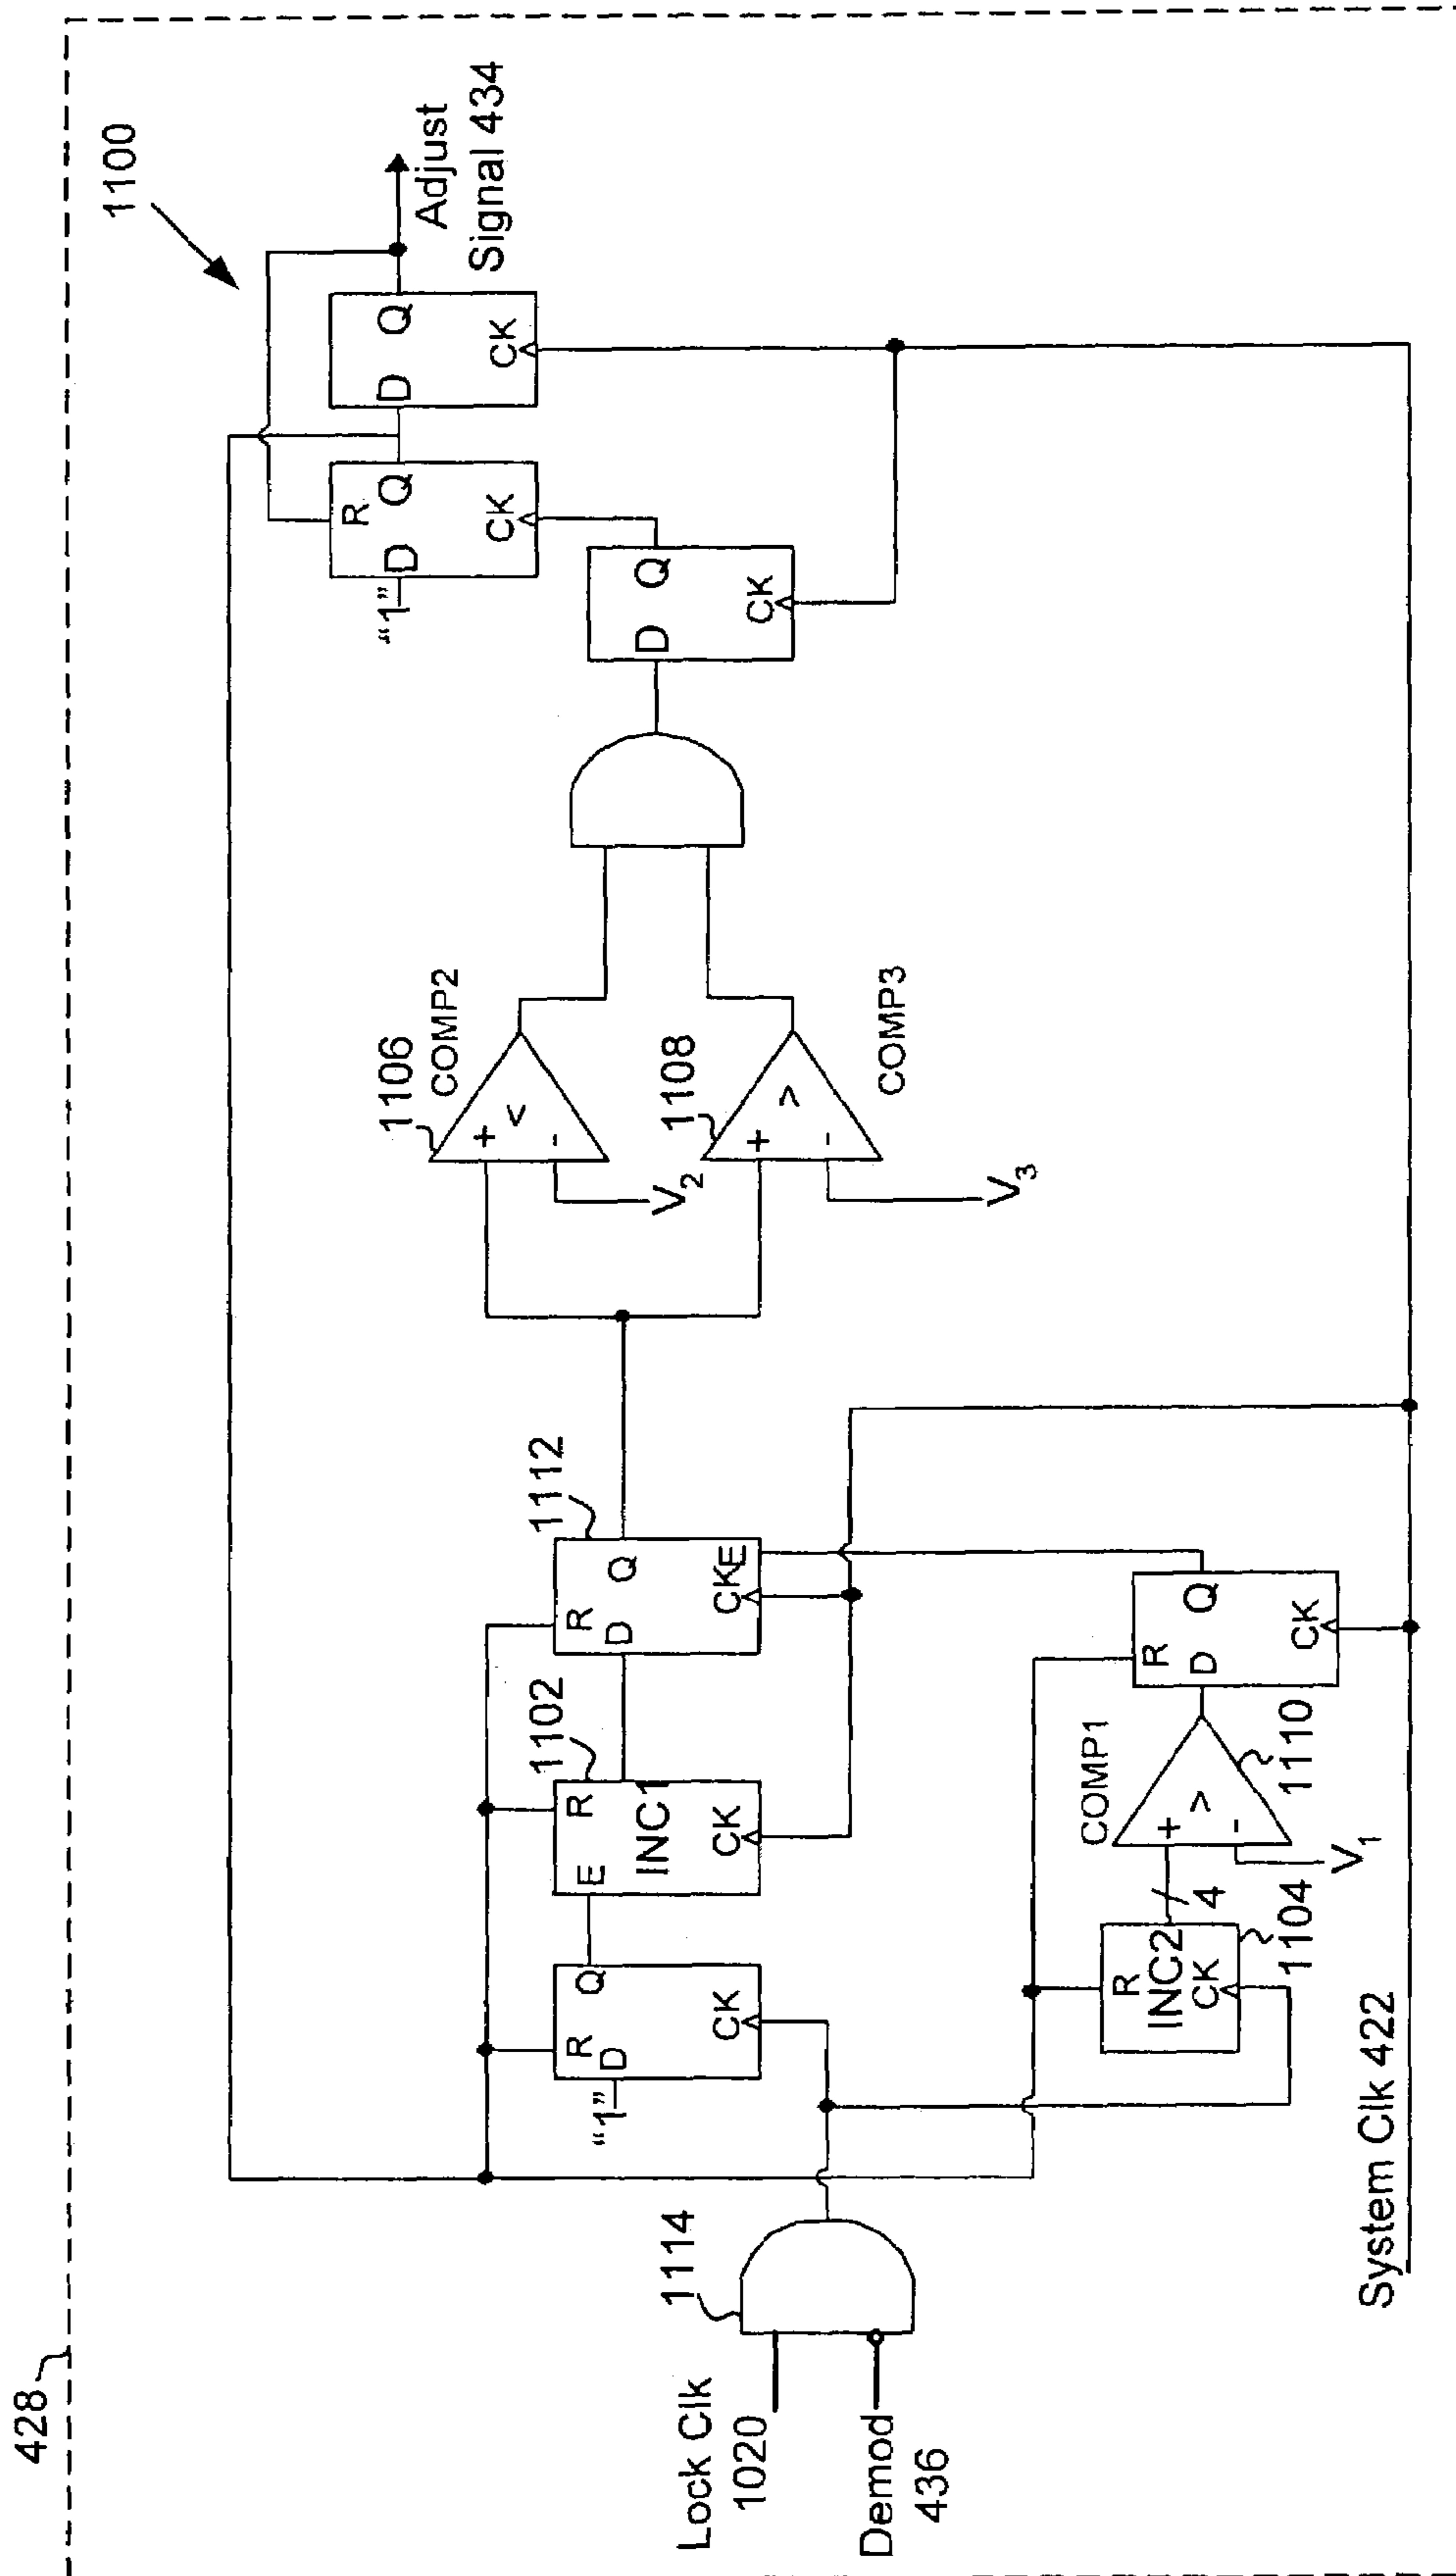 428
1100
Adjust
Signal 434
R
D
Q
CK
"1"
D
Q
CK
D
Q
CK
1106
COMP2
+
<
-
V2
1108
COMP3
+
>
-
V3
1112
R
D
Q
CK
E
1102
E
R
INC1
CK
"1"
R
D
Q
CK
1114
Lock Clk
1020
Demod
436
R
INC2
CK
1104
4
COMP1
+
>
-
1110
V1
R
D
Q
CK
System Clk 422